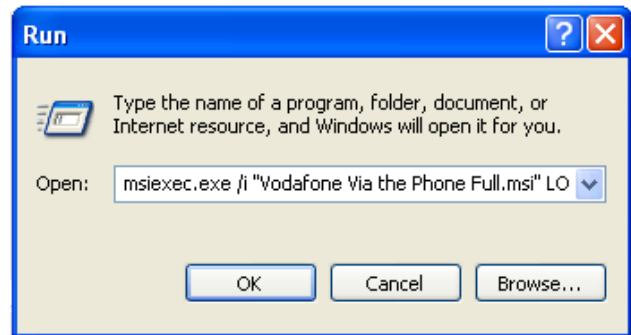 Run
Type the name of a program, folder, document, or
Internet resource, and Windows will open it for you.
Open: msiexec.exe /i "Vodafone Via the Phone Full.msi" LO
OK Cancel Browse...